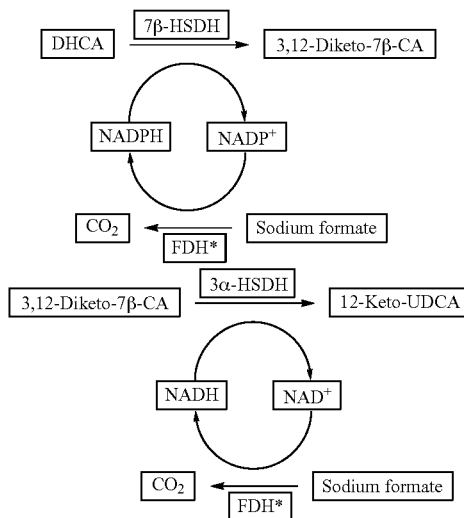 7β-HSDH
DHCA 3,12-Diketo-7β-CA
NADPH NADP⁺
CO₂ Sodium formate
FDH*
3α-HSDH
3,12-Diketo-7β-CA 12-Keto-UDCA
NADH NAD⁺
CO₂ Sodium formate
FDH*